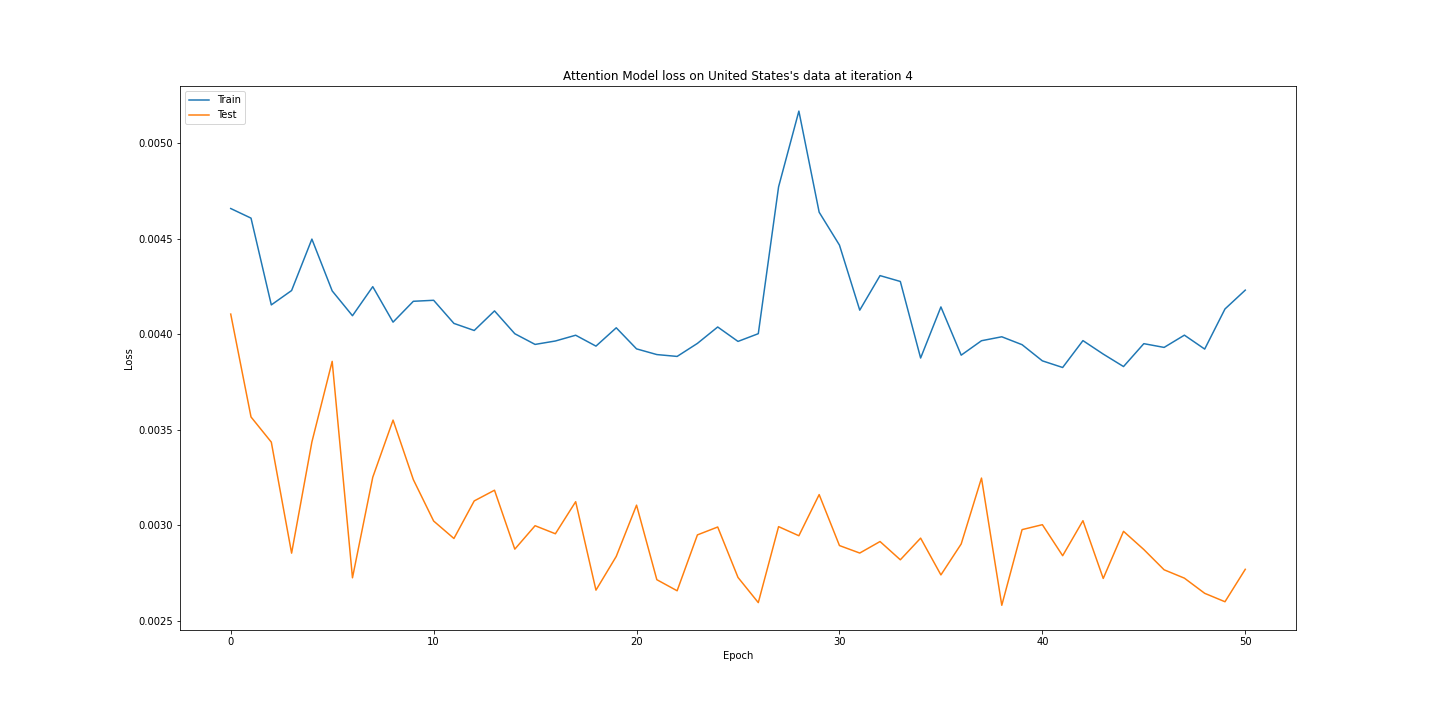 Attention Model loss on United States's data at iteration 4
Train
Test
0.0050
0.0045
0.0040
0.0035
0.0030
0.0025
Loss
0 10 20 30 40 50
Epoch